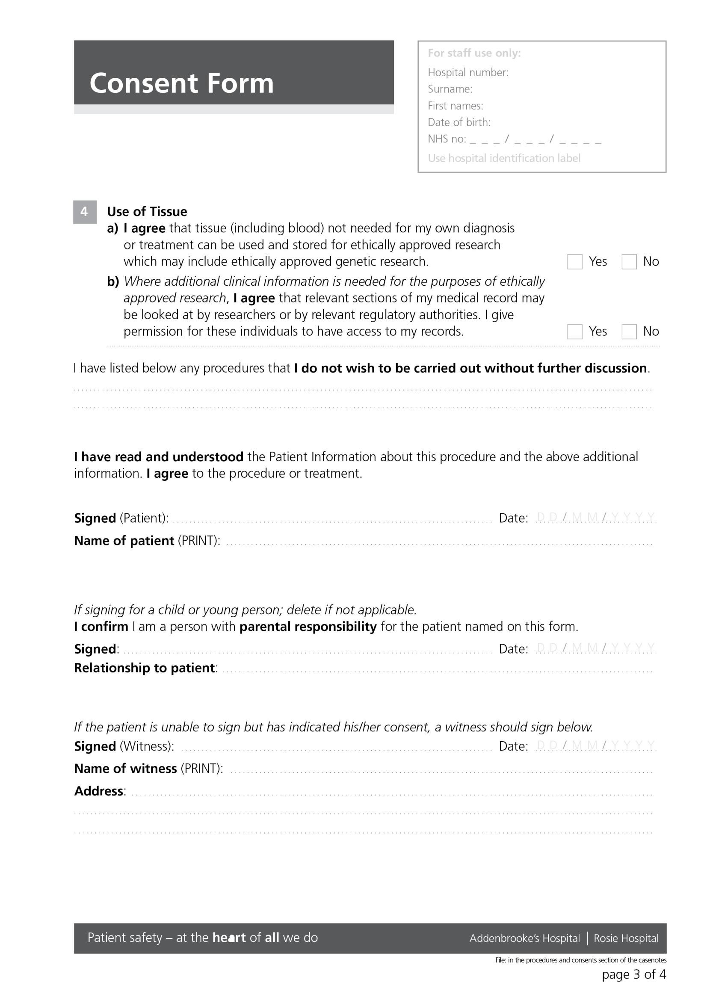 Consent Form
For staff use only:
Hospital number:
Surname:
First names:
Date of birth:
NHS no: _ _ _ / _ _ _ / _ _ _ _
Use hospital identification label
4 Use of Tissue
a) I agree that tissue (including blood) not needed for my own diagnosis
or treatment can be used and stored for ethically approved research
which may include ethically approved genetic research. Yes No
b) Where additional clinical information is needed for the purposes of ethically
approved research, I agree that relevant sections of my medical record may
be looked at by researchers or by relevant regulatory authorities. I give
permission for these individuals to have access to my records. Yes No
I have listed below any procedures that I do not wish to be carried out without further discussion.
I have read and understood the Patient Information about this procedure and the above additional
information. I agree to the procedure or treatment.
Signed (Patient): Date: DD/MM/YYYY
Name of patient (PRINT):
If signing for a child or young person; delete if not applicable.
I confirm I am a person with parental responsibility for the patient named on this form.
Signed: Date: DD/MM/YYYY
Relationship to patient:
If the patient is unable to sign but has indicated his/her consent, a witness should sign below.
Signed (Witness): Date: DD/MM/YYYY
Name of witness (PRINT):
Address:
Patient safety – at the heart of all we do Addenbrooke’s Hospital | Rosie Hospital
File: in the procedures and consents section of the casenotes
page 3 of 4